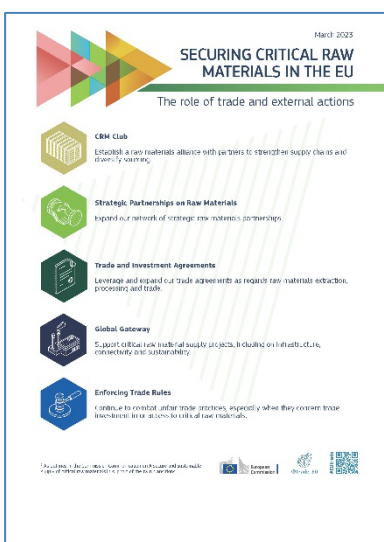 March 2023
SECURING CRITICAL RAW
MATERIALS IN THE EU
The role of trade and external actions
CRM Club
Establish a raw materials alliance with partners to strengthen supply chains and
diversify sourcing.
Strategic Partnerships on Raw Materials
Expand our network of strategic raw materials partnerships.
Trade and Investment Agreements
Leverage and expand our trade agreements as regards raw materials extraction,
processing and trade.
Global Gateway
Support critical raw material supply projects, including on infrastructure,
connectivity and sustainability.
Enforcing Trade Rules
Continue to combat unfair trade practices, especially when they concern trade
investment in or access to critical raw materials.
European
Commission